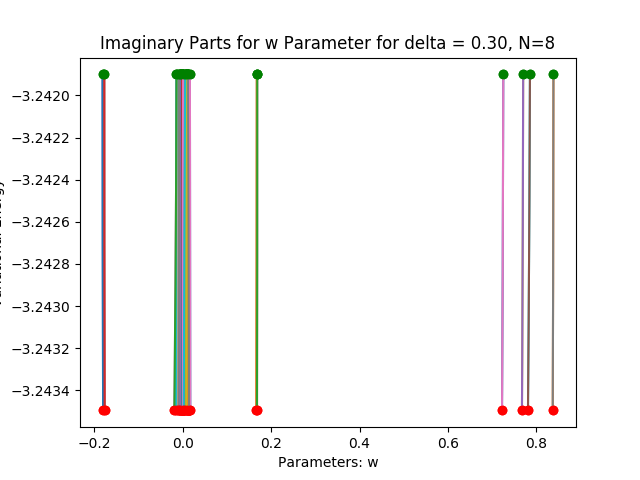 Imaginary Parts for w Parameter for delta = 0.30, N=8
−3.2420
−3.2422
−3.2424
−3.2426
−3.2428
−3.2430
−3.2432
−3.2434
−0.2 0.0 0.2 0.4 0.6 0.8
Parameters: w